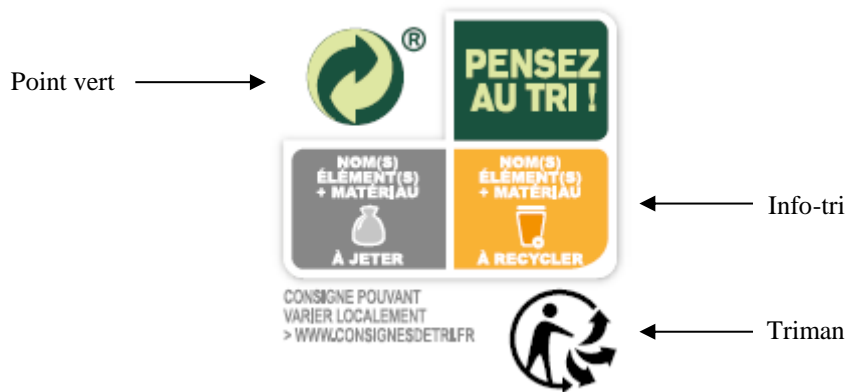 Point vert
®
PENSEZ
AU TRI !
NOM(S)
ÉLÉMENT(S)
+ MATÉRIAU
À JETER
NOM(S)
ÉLÉMENT(S)
+ MATÉRIAU
À RECYCLER
Info-tri
CONSIGNE POUVANT
VARIER LOCALEMENT
> WWW.CONSIGNESDETRI.FR
Triman